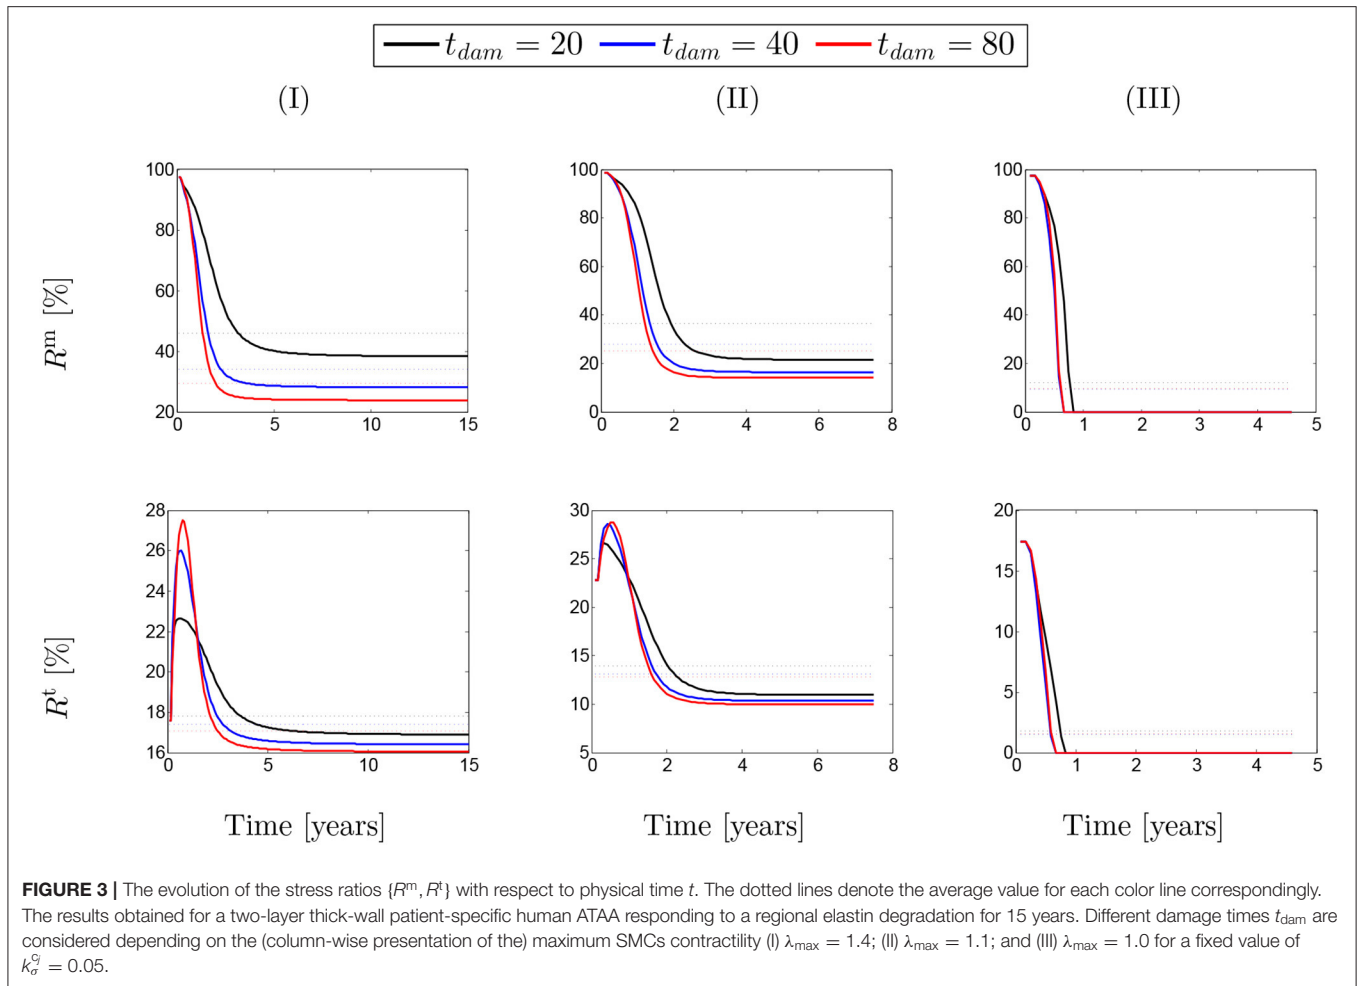 t_dam = 20 t_dam = 40 t_dam = 80
(I) (II) (III)
R^m [%]
100
80
60
40
20
0 5 10 15
100
80
60
40
20
0
0 2 4 6 8
100
80
60
40
20
0
0 1 2 3 4 5
R^t [%]
28
26
24
22
20
18
16
0 5 10 15
30
25
20
15
10
5
0 2 4 6 8
20
15
10
5
0
0 1 2 3 4 5
Time [years] Time [years] Time [years]
FIGURE 3 | The evolution of the stress ratios {R^m, R^t} with respect to physical time t. The dotted lines denote the average value for each color line correspondingly.
The results obtained for a two-layer thick-wall patient-specific human ATAA responding to a regional elastin degradation for 15 years. Different damage times t_dam are
considered depending on the (column-wise presentation of the) maximum SMCs contractility (I) λ_max = 1.4; (II) λ_max = 1.1; and (III) λ_max = 1.0 for a fixed value of
k_σ^{c_j} = 0.05.